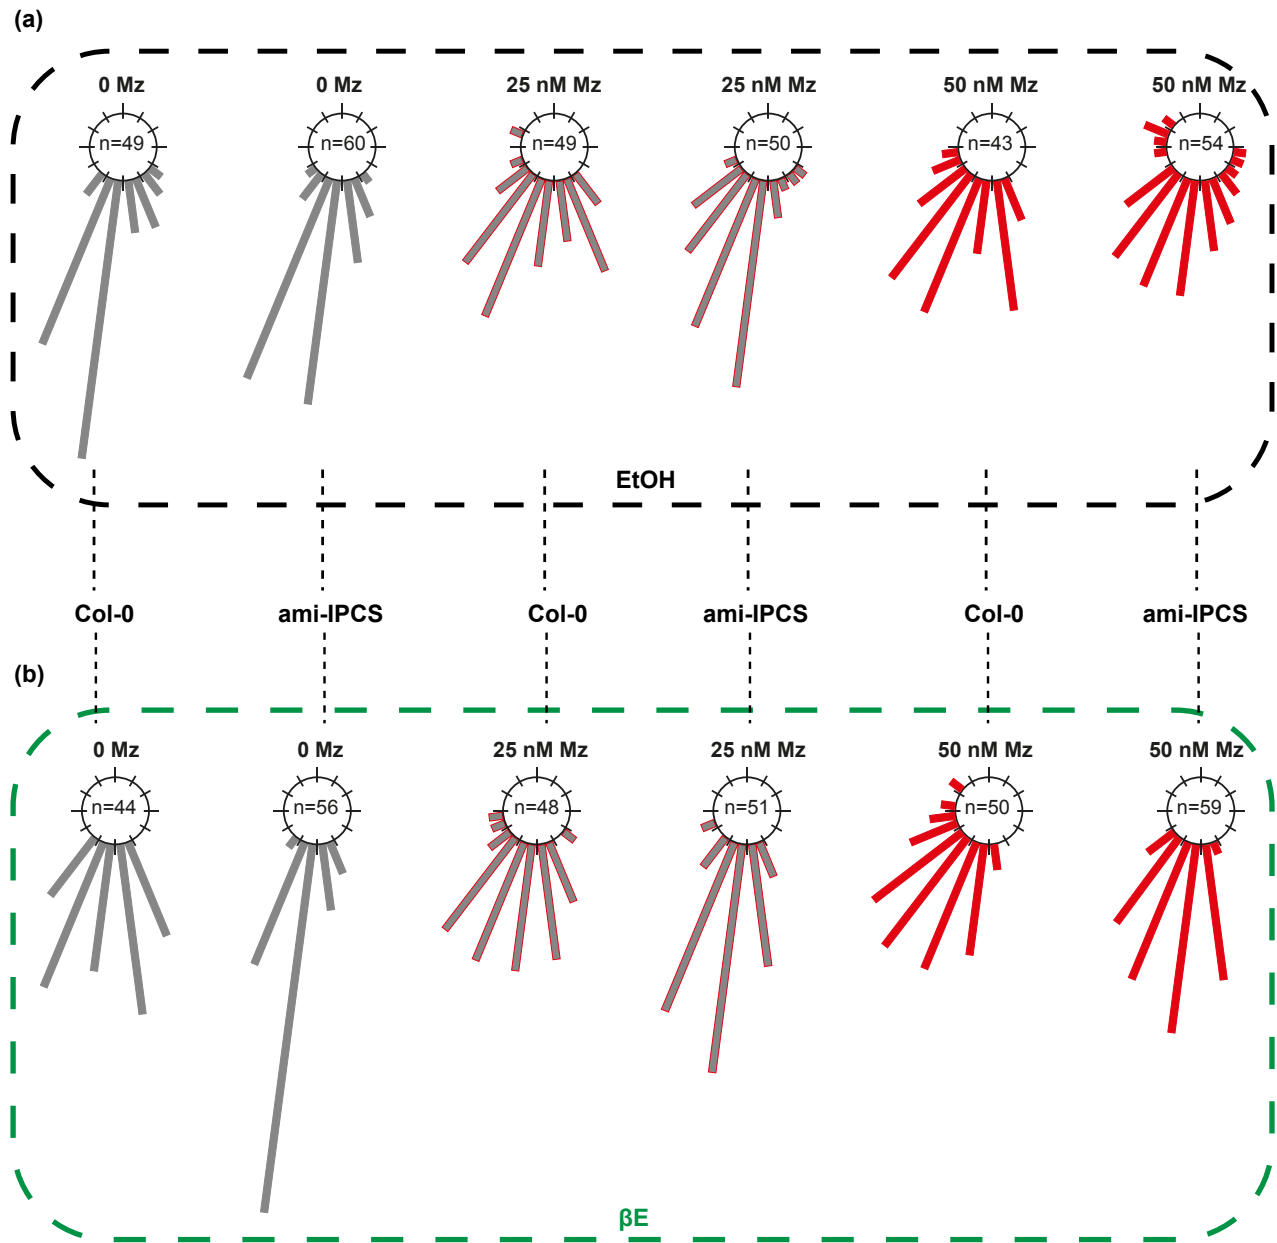 (a)
0 Mz 0 Mz 25 nM Mz 25 nM Mz 50 nM Mz 50 nM Mz
n=49 n=60 n=49 n=50 n=43 n=54
EtOH
Col-0 ami-IPCS Col-0 ami-IPCS Col-0 ami-IPCS
(b)
0 Mz 0 Mz 25 nM Mz 25 nM Mz 50 nM Mz 50 nM Mz
n=44 n=56 n=48 n=51 n=50 n=59
βE